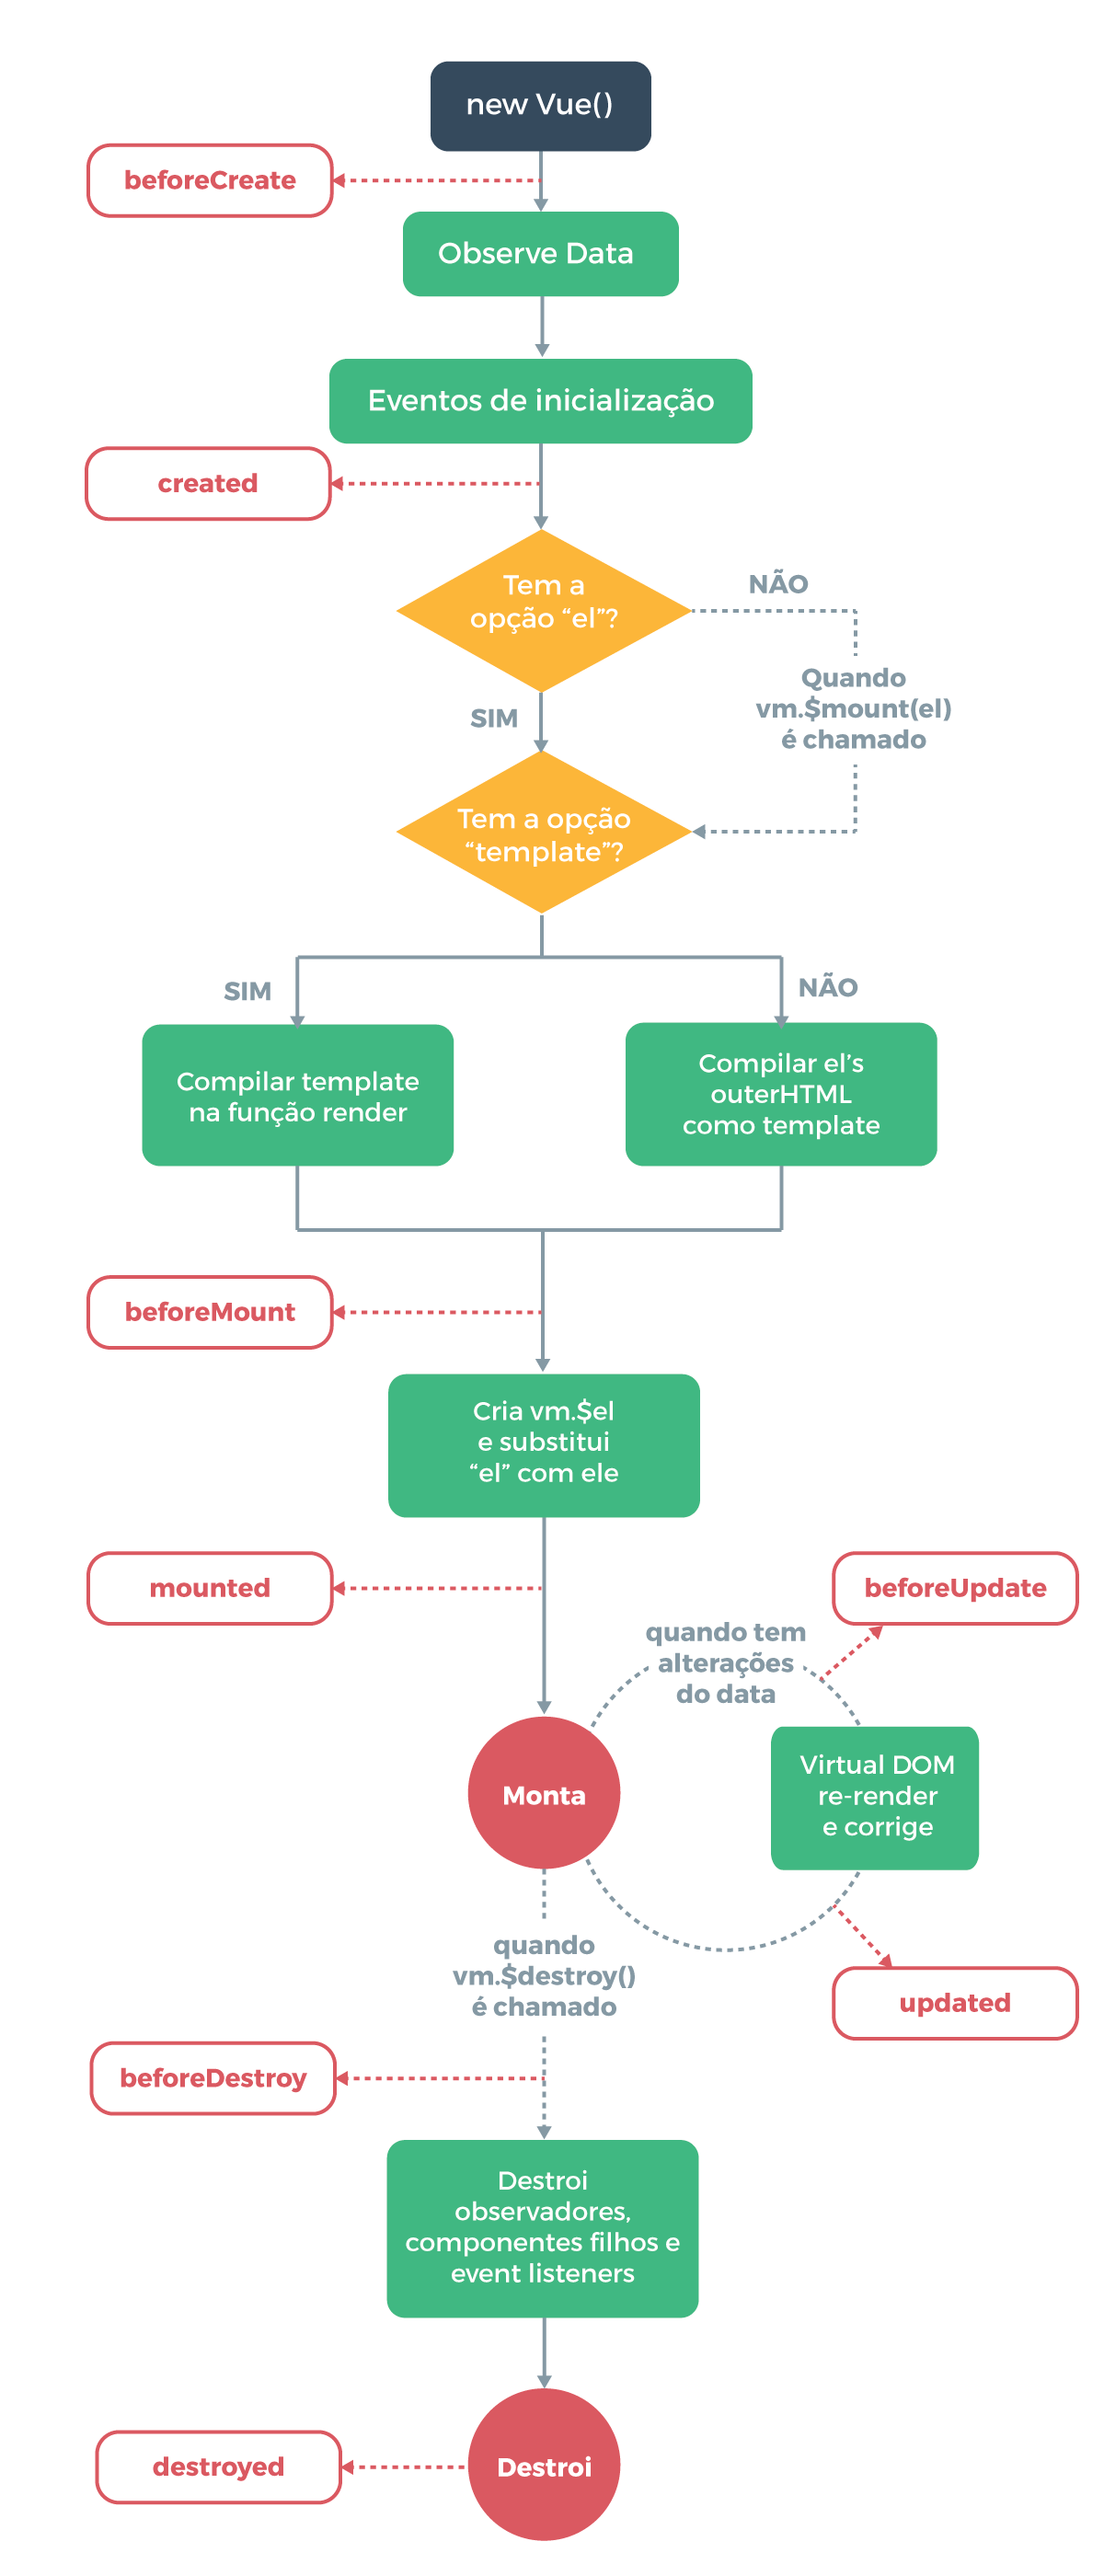 new Vue()
beforeCreate
Observe Data
Eventos de inicialização
created
Tem a
opção “el”?
NÃO
Quando
vm.$mount(el)
é chamado
SIM
Tem a opção
“template”?
SIM
NÃO
Compilar template
na função render
Compilar el’s
outerHTML
como template
beforeMount
Cria vm.$el
e substitui
“el” com ele
mounted
beforeUpdate
quando tem
alterações
do data
Monta
Virtual DOM
re-render
e corrige
quando
vm.$destroy()
é chamado
updated
beforeDestroy
Destroi
observadores,
componentes filhos e
event listeners
destroyed
Destroi